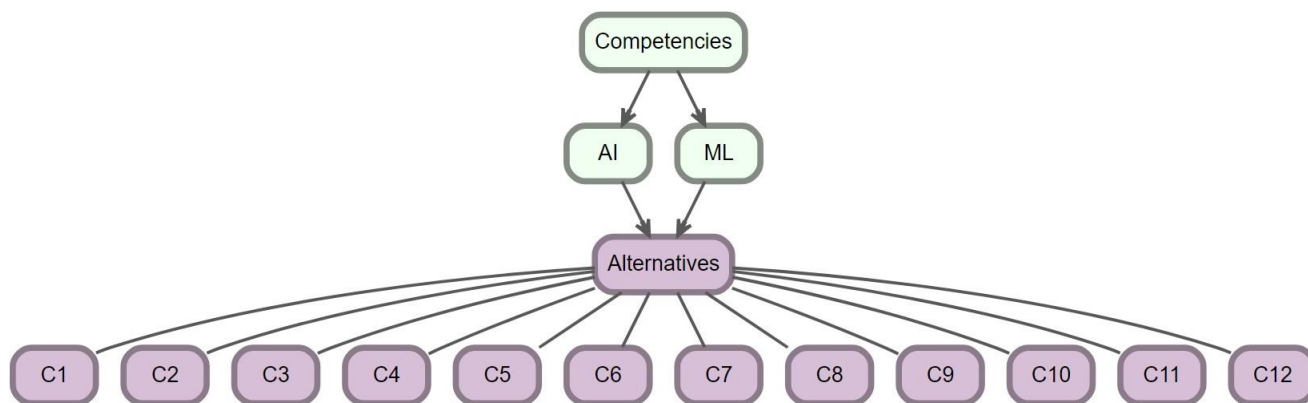 Competencies
AI
ML
Alternatives
C1
C2
C3
C4
C5
C6
C7
C8
C9
C10
C11
C12